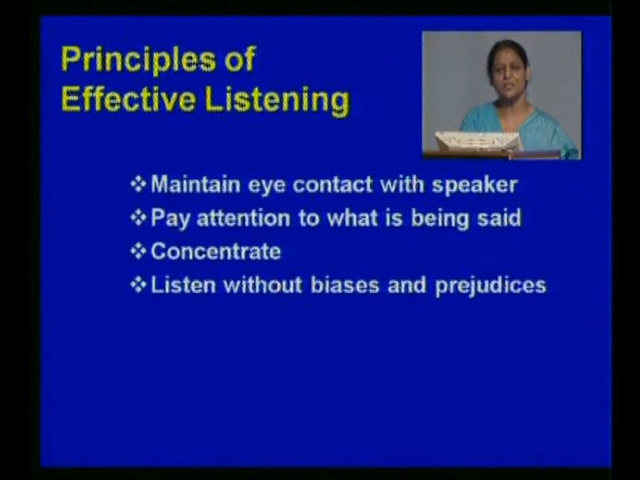 Principles of
Effective Listening
❖Maintain eye contact with speaker
❖Pay attention to what is being said
❖Concentrate
❖Listen without biases and prejudices